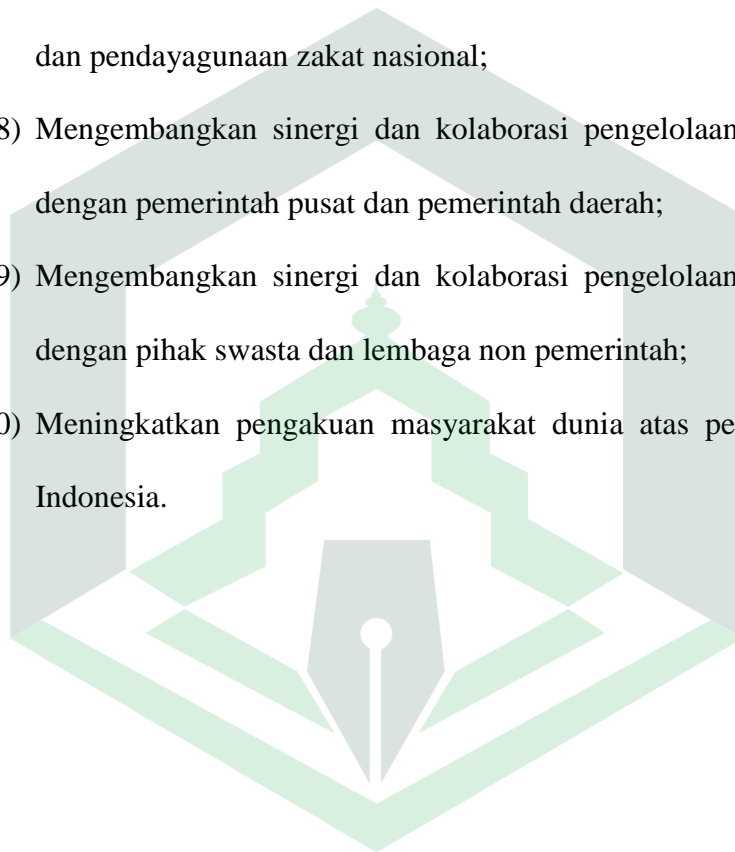 dan pendayagunaan zakat nasional;
8) Mengembangkan sinergi dan kolaborasi pengelolaan
dengan pemerintah pusat dan pemerintah daerah;
9) Mengembangkan sinergi dan kolaborasi pengelolaan
dengan pihak swasta dan lembaga non pemerintah;
0) Meningkatkan pengakuan masyarakat dunia atas pe
Indonesia.